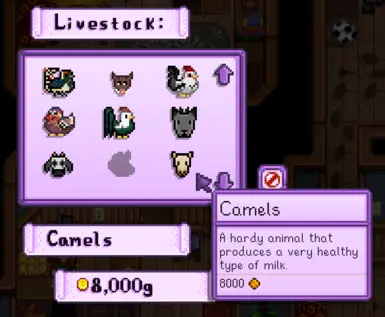 Livestock:
Camels
8,000g
Camels
A hardy animal that
produces a very healthy
type of milk.
8000